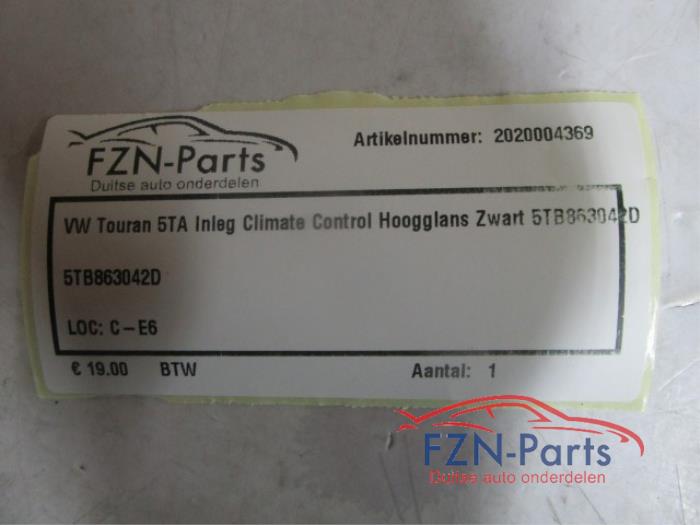 FZN-Parts
Duitse auto onderdelen
Artikelnummer: 2020004369
VW Touran 5TA Inleg Climate Control Hoogglans Zwart 5TB863042D
5TB863042D
LOC: C-E6
€ 19.00 BTW Aantal: 1
FZN-Parts
Duitse auto onderdelen